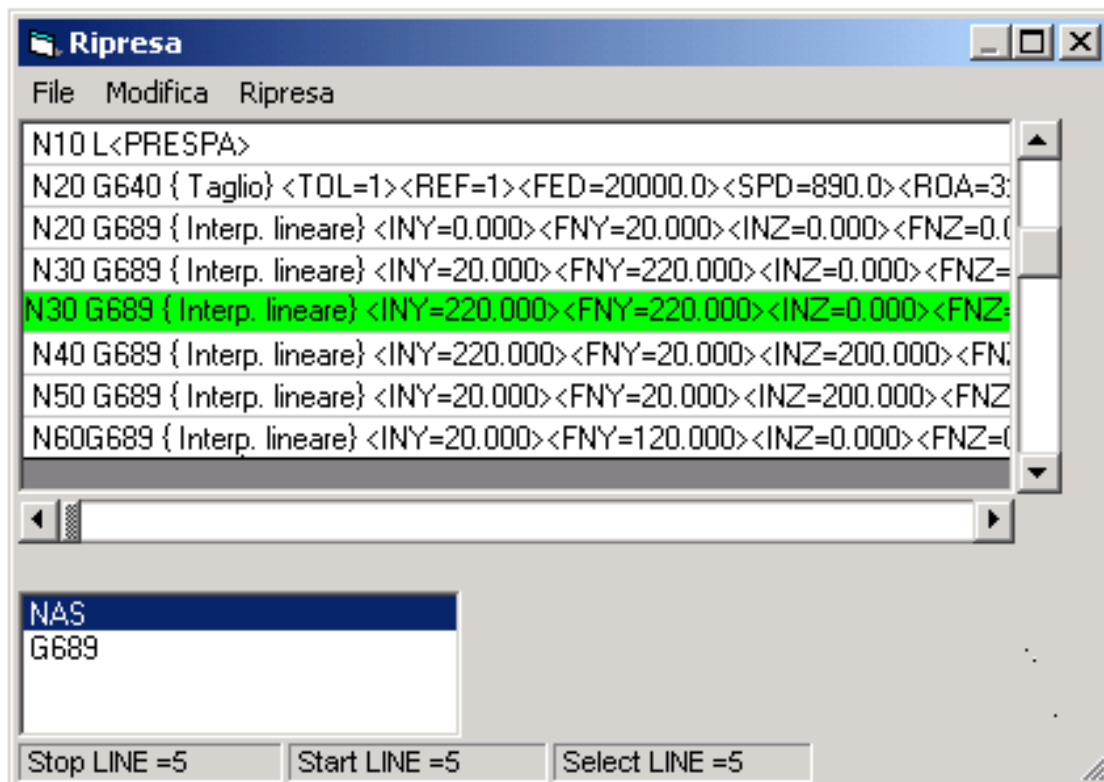 Ripresa
File Modifica Ripresa
N10 L<PRESPA>
N20 G640 { Taglio} <TOL=1><REF=1><FED=20000.0><SPD=890.0><ROA=3
N20 G689 { Interp. lineare} <INY=0.000><FNY=20.000><INZ=0.000><FNZ=0.0
N30 G689 { Interp. lineare} <INY=20.000><FNY=220.000><INZ=0.000><FNZ=
N30 G689 { Interp. lineare} <INY=220.000><FNY=220.000><INZ=0.000><FNZ=
N40 G689 { Interp. lineare} <INY=220.000><FNY=20.000><INZ=200.000><FN
N50 G689 { Interp. lineare} <INY=20.000><FNY=20.000><INZ=200.000><FNZ
N60G689 { Interp. lineare} <INY=20.000><FNY=120.000><INZ=0.000><FNZ=0
NAS
G689
Stop LINE =5 Start LINE =5 Select LINE =5